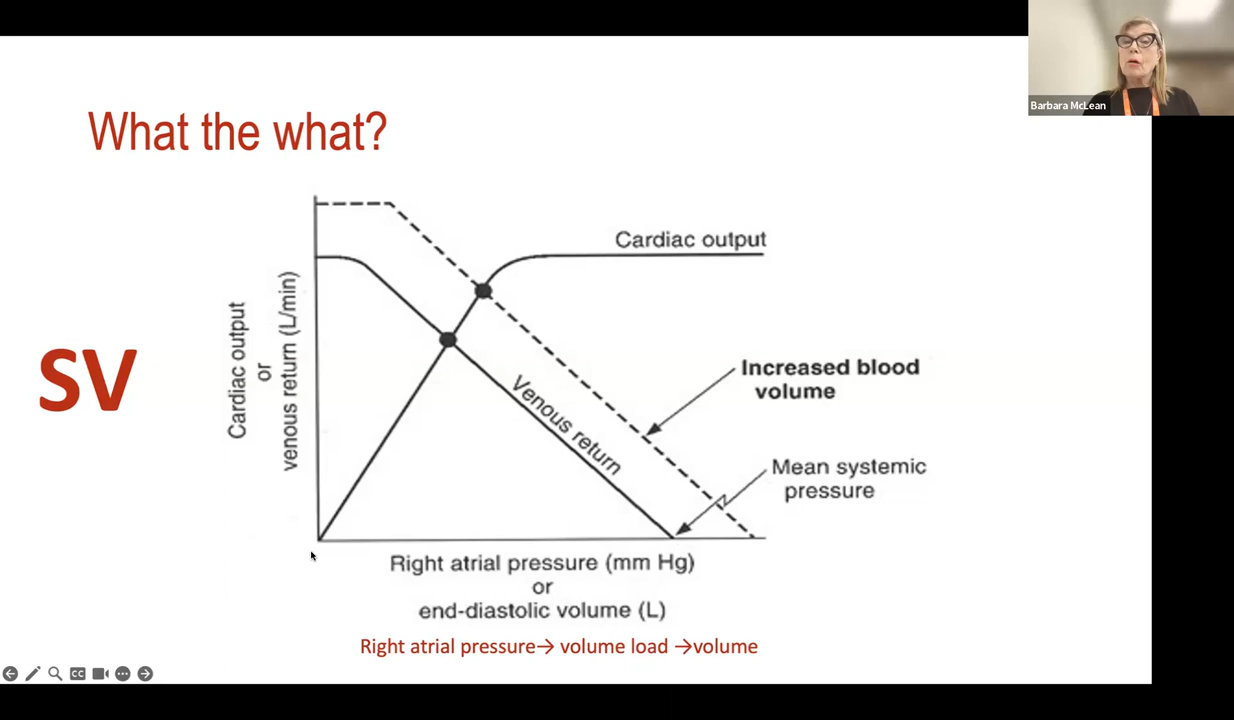 Barbara McLean
What the what?
Cardiac output
Cardiac output
or
venous return (L/min)
SV
Increased blood
volume
Venous return
Mean systemic
pressure
Right atrial pressure (mm Hg)
or
end-diastolic volume (L)
Right atrial pressure→ volume load →volume
CC